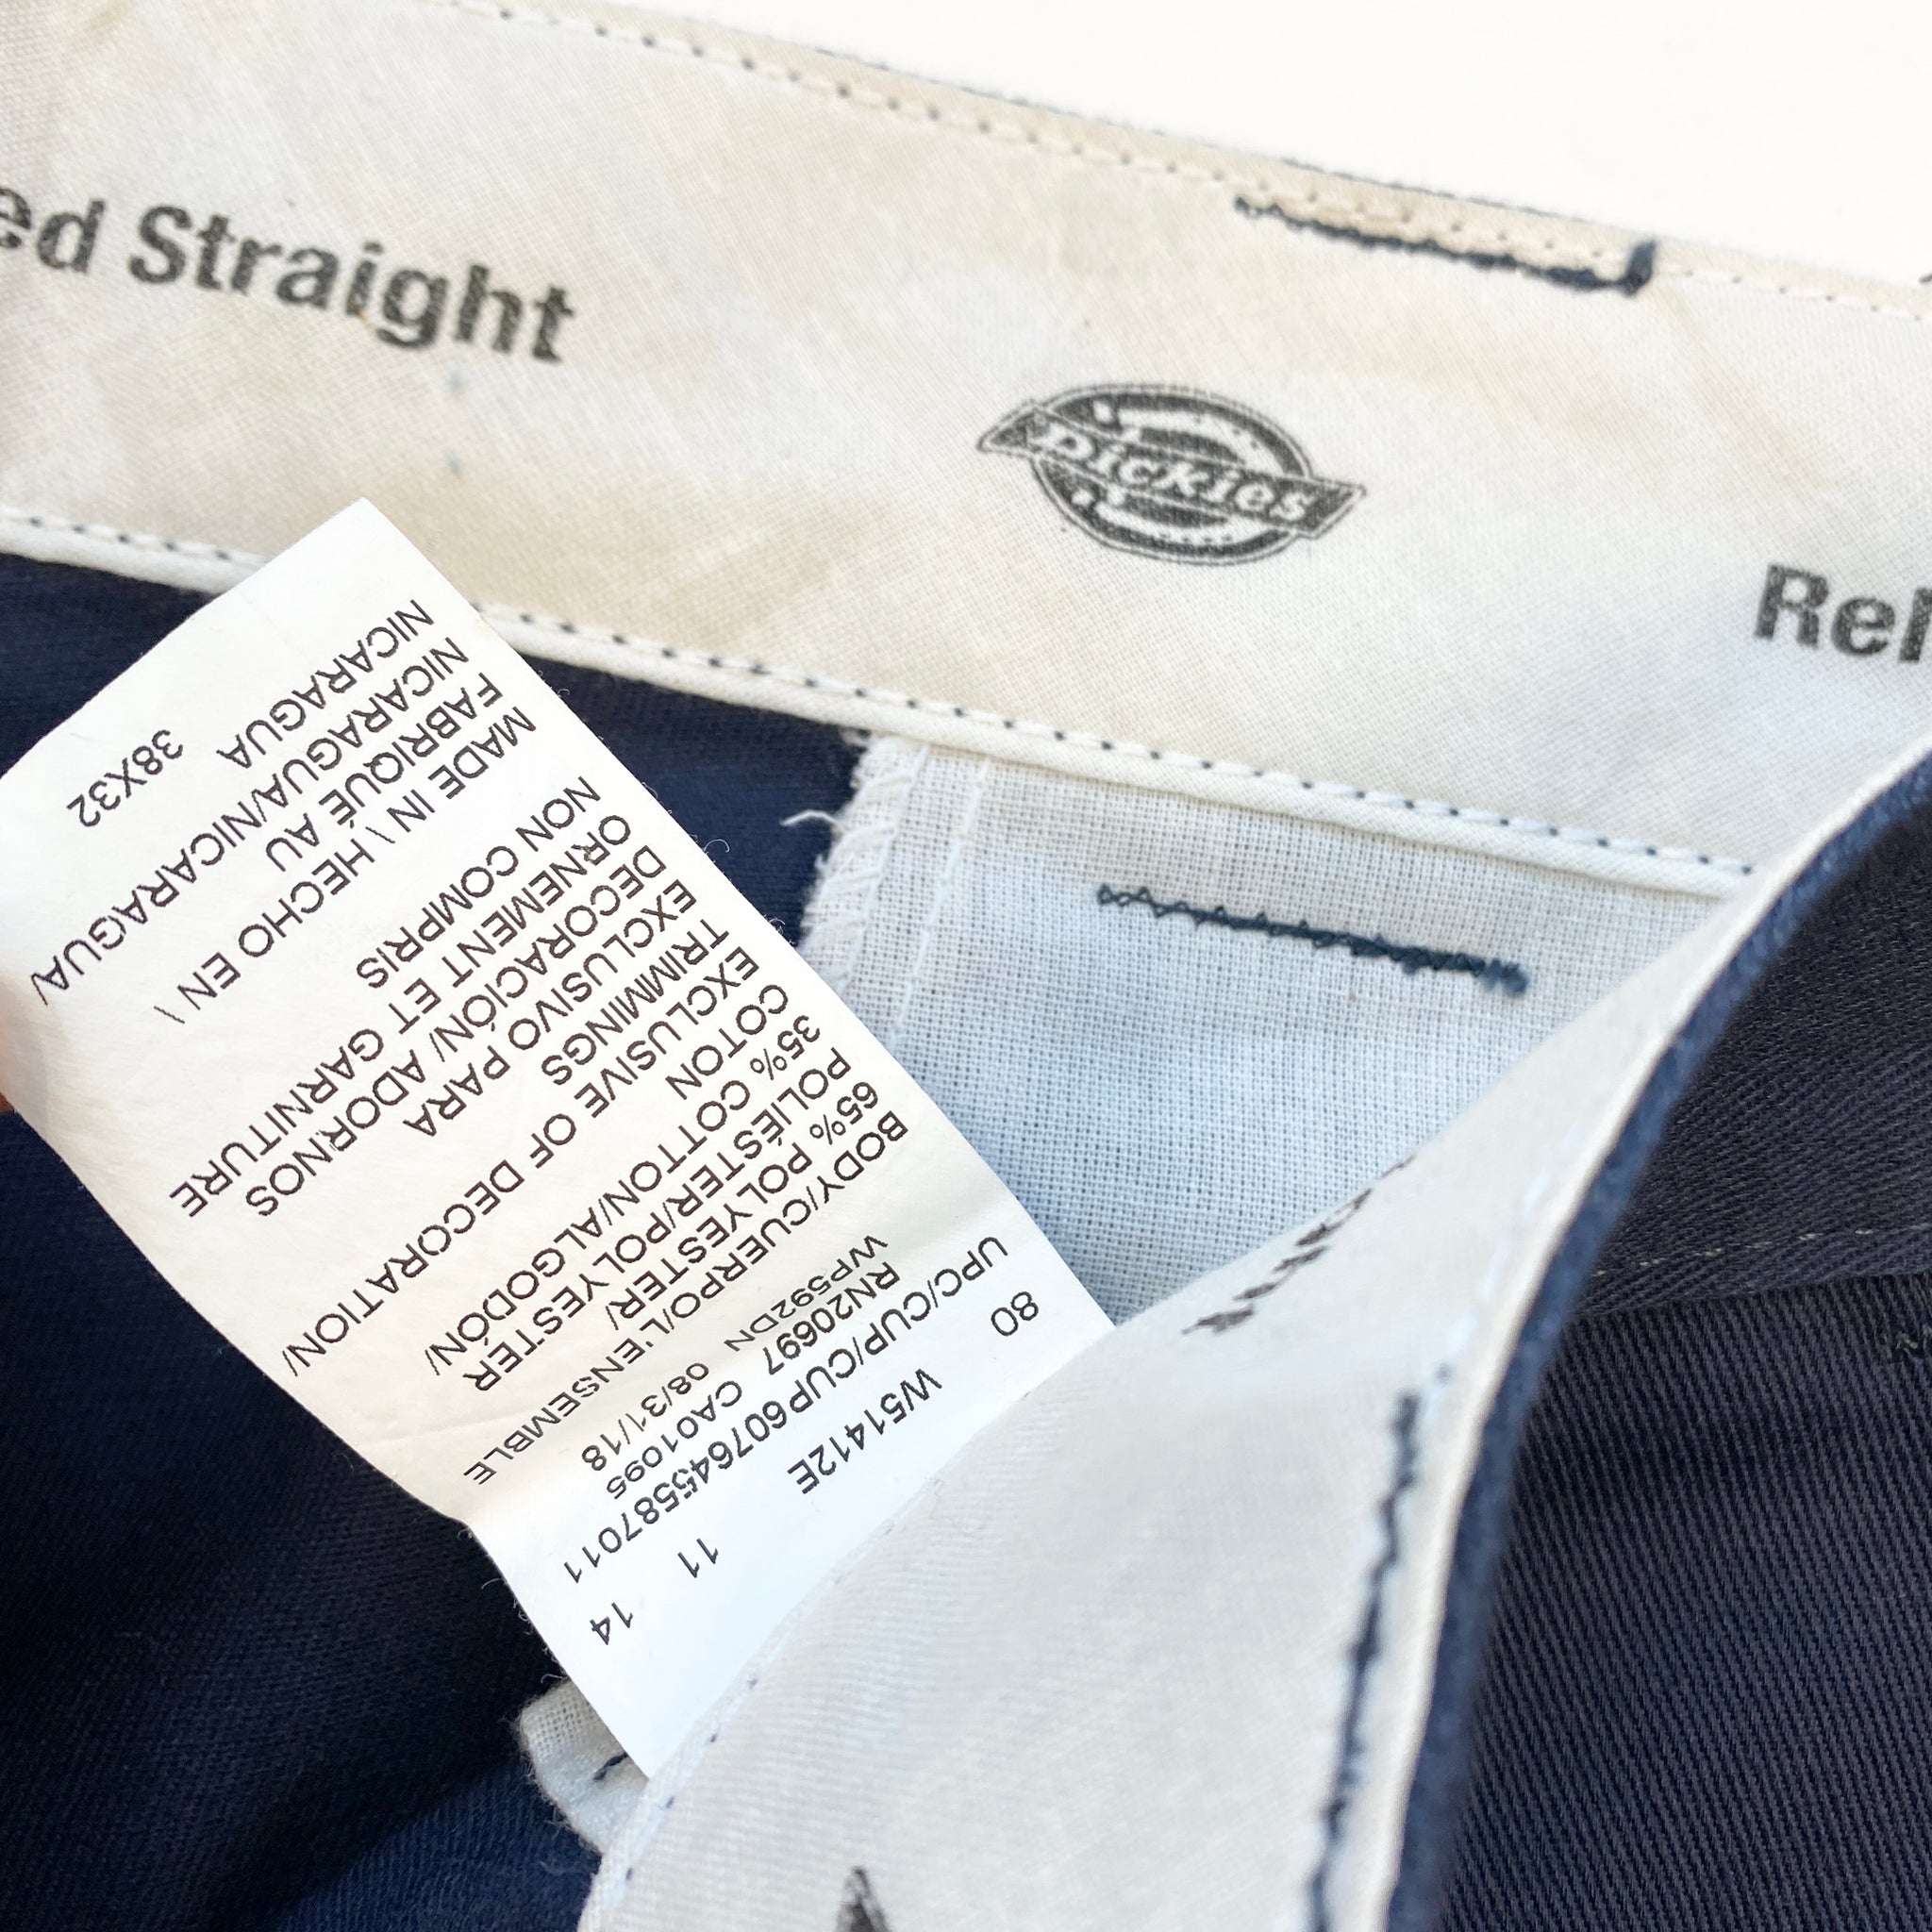 ed Straight
Dickies
Rel
80 W51412E 11 14
UPC/CUP/CUP607645587011
RN20697 CA01095
WP592DN 08/31/18
BODY/CUERPO/L'ENSEMBLE
65% POLYESTER/
POLIÉSTER/POLYESTER
35% COTTON/ALGODÓN/
COTON
EXCLUSIVE OF DECORATION/
TRIMMINGS
EXCLUSIVO PARA
DECORACIÓN/ ADORNOS
ORNEMENT ET GARNITURE
NON COMPRIS
MADE IN \ HECHO EN \
FABRIQUÉ AU
NICARAGUA/NICARAGUA/
NICARAGUA 38X32